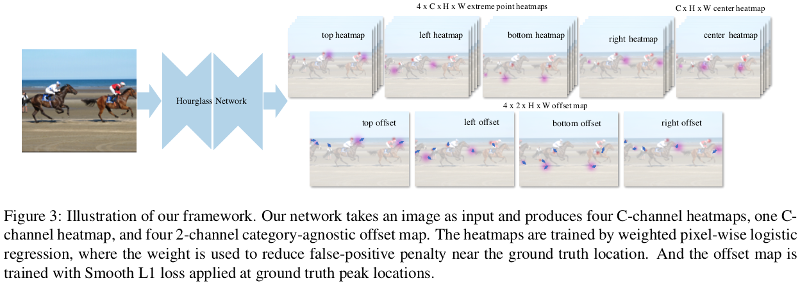 4 x C x H x W extreme point heatmaps
C x H x W center heatmap
top heatmap
left heatmap
bottom heatmap
right heatmap
center heatmap
Hourglass Network
4 x 2 x H x W offset map
top offset
left offset
bottom offset
right offset
Figure 3: Illustration of our framework. Our network takes an image as input and produces four C-channel heatmaps, one C-
channel heatmap, and four 2-channel category-agnostic offset map. The heatmaps are trained by weighted pixel-wise logistic
regression, where the weight is used to reduce false-positive penalty near the ground truth location. And the offset map is
trained with Smooth L1 loss applied at ground truth peak locations.